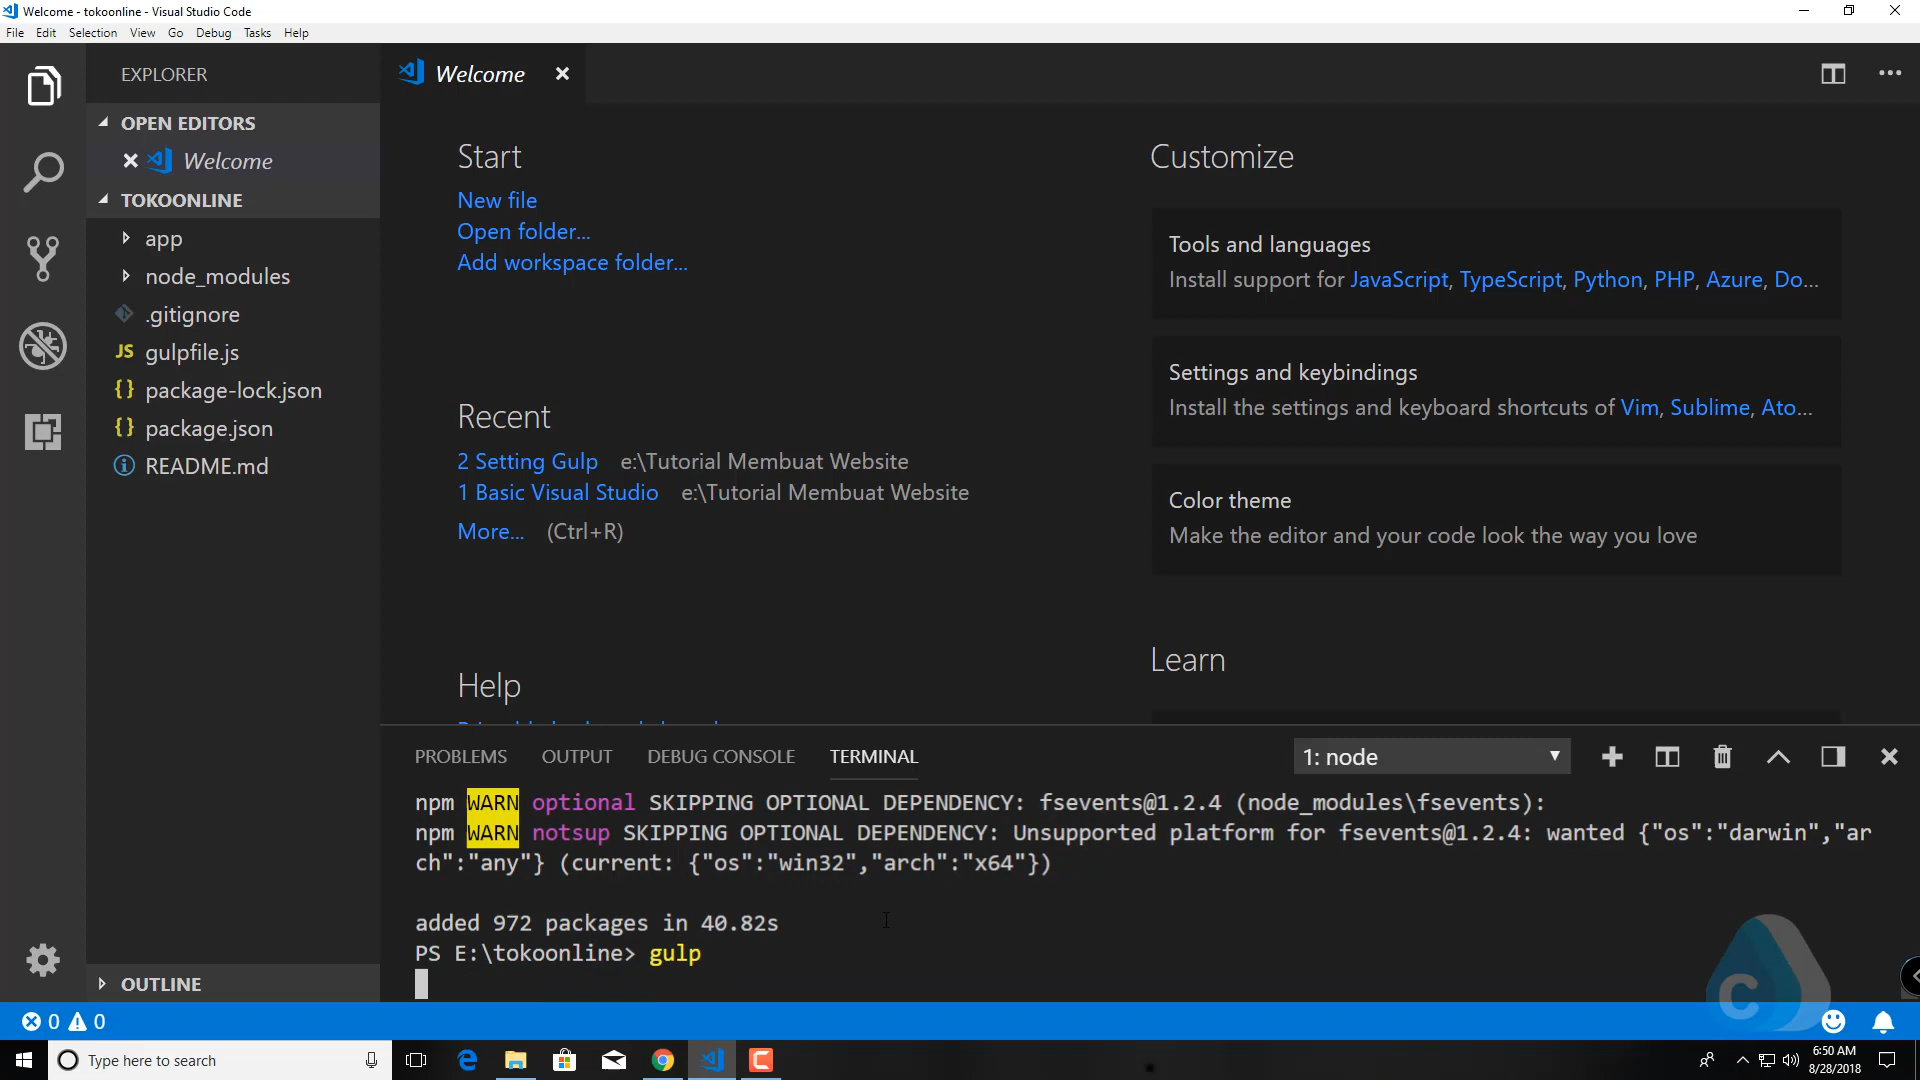 Welcome - tokoonline - Visual Studio Code
File Edit Selection View Go Debug Tasks Help
EXPLORER
OPEN EDITORS
Welcome
TOKOONLINE
app
node_modules
.gitignore
JS gulpfile.js
{} package-lock.json
{} package.json
README.md
OUTLINE
Welcome
Start
New file
Open folder...
Add workspace folder...
Recent
2 Setting Gulp e:\Tutorial Membuat Website
1 Basic Visual Studio e:\Tutorial Membuat Website
More... (Ctrl+R)
Help
Customize
Tools and languages
Install support for JavaScript, TypeScript, Python, PHP, Azure, Do...
Settings and keybindings
Install the settings and keyboard shortcuts of Vim, Sublime, Ato...
Color theme
Make the editor and your code look the way you love
Learn
PROBLEMS OUTPUT DEBUG CONSOLE TERMINAL 1: node
npm WARN optional SKIPPING OPTIONAL DEPENDENCY: fsevents@1.2.4 (node_modules\fsevents):
npm WARN notsup SKIPPING OPTIONAL DEPENDENCY: Unsupported platform for fsevents@1.2.4: wanted {"os":"darwin","ar
ch":"any"} (current: {"os":"win32","arch":"x64"})
added 972 packages in 40.82s
PS E:\tokoonline> gulp
C
0 0
Type here to search
6:50 AM
8/28/2018